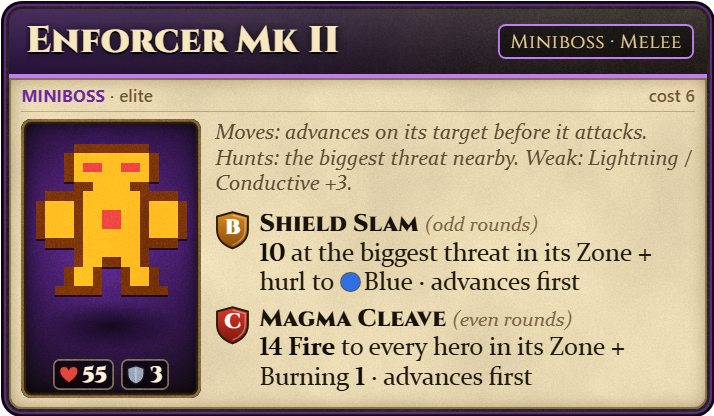 Enforcer Mk II
Miniboss · Melee
MINIBOSS · elite
cost 6
Moves: advances on its target before it attacks.
Hunts: the biggest threat nearby. Weak: Lightning /
Conductive +3.
B Shield Slam (odd rounds)
10 at the biggest threat in its Zone +
hurl to Blue · advances first
C Magma Cleave (even rounds)
14 Fire to every hero in its Zone +
Burning 1 · advances first
55
3